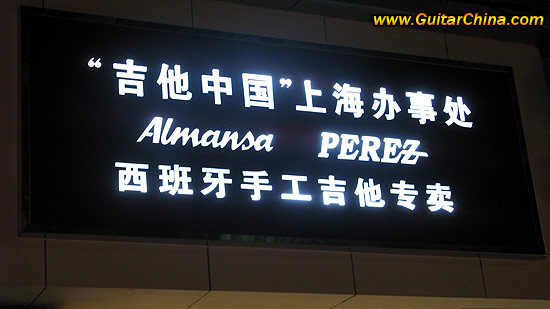 www.GuitarChina.com
“吉他中国”上海办事处
Almansa PEREZ
西班牙手工吉他专卖